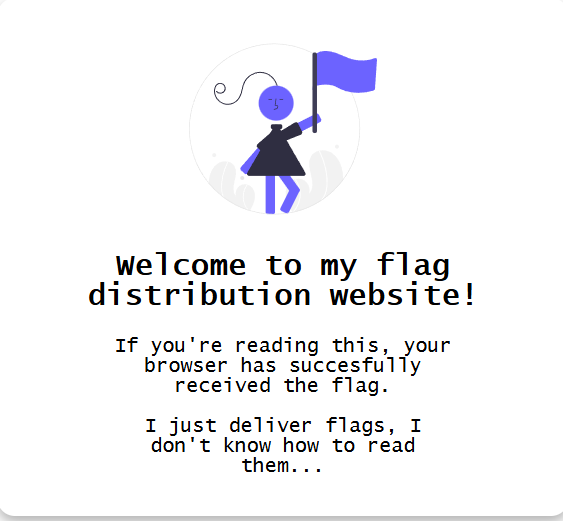 Welcome to my flag
distribution website!
If you're reading this, your
browser has succesfully
received the flag.
I just deliver flags, I
don't know how to read
them...